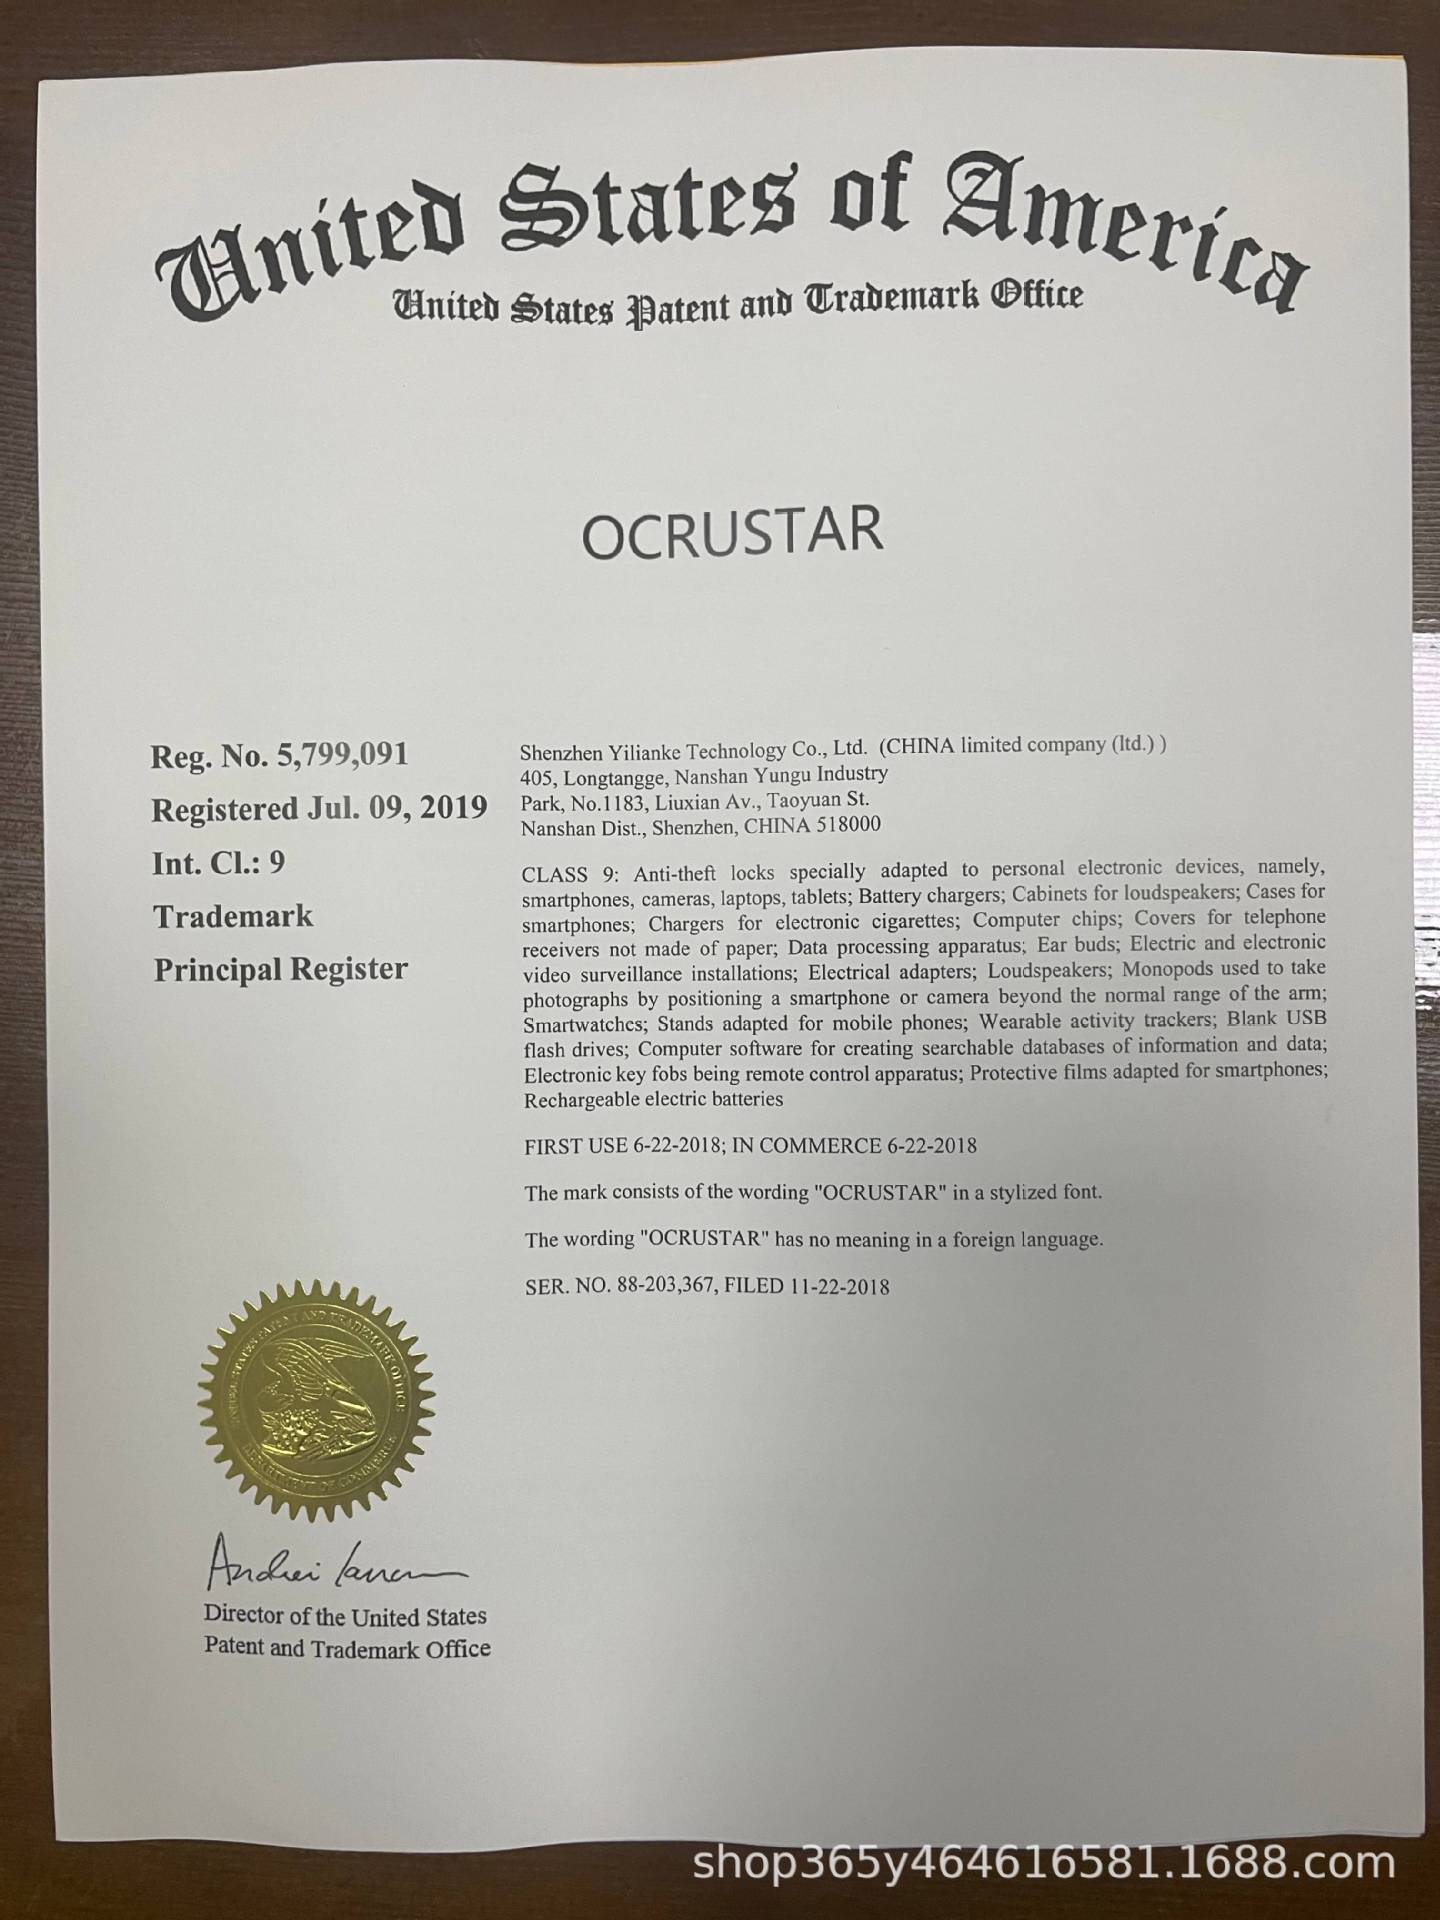 United States of America
United States Patent and Trademark Office
OCRUSTAR
Reg. No. 5,799,091
Registered Jul. 09, 2019
Int. Cl.: 9
Trademark
Principal Register
Shenzhen Yilianke Technology Co., Ltd. (CHINA limited company (ltd.) )
405, Longtangge, Nanshan Yungu Industry
Park, No.1183, Liuxian Av., Taoyuan St.
Nanshan Dist., Shenzhen, CHINA 518000
CLASS 9: Anti-theft locks specially adapted to personal electronic devices, namely,
smartphones, cameras, laptops, tablets; Battery chargers; Cabinets for loudspeakers; Cases for
smartphones; Chargers for electronic cigarettes; Computer chips; Covers for telephone
receivers not made of paper; Data processing apparatus; Ear buds; Electric and electronic
video surveillance installations; Electrical adapters; Loudspeakers; Monopods used to take
photographs by positioning a smartphone or camera beyond the normal range of the arm;
Smartwatches; Stands adapted for mobile phones; Wearable activity trackers; Blank USB
flash drives; Computer software for creating searchable databases of information and data;
Electronic key fobs being remote control apparatus; Protective films adapted for smartphones;
Rechargeable electric batteries
FIRST USE 6-22-2018; IN COMMERCE 6-22-2018
The mark consists of the wording "OCRUSTAR" in a stylized font.
The wording "OCRUSTAR" has no meaning in a foreign language.
SER. NO. 88-203,367, FILED 11-22-2018
UNITED STATES PATENT AND TRADEMARK OFFICE
DEPARTMENT OF COMMERCE
Andrei Iancu
Director of the United States
Patent and Trademark Office
shop365y464616581.1688.com